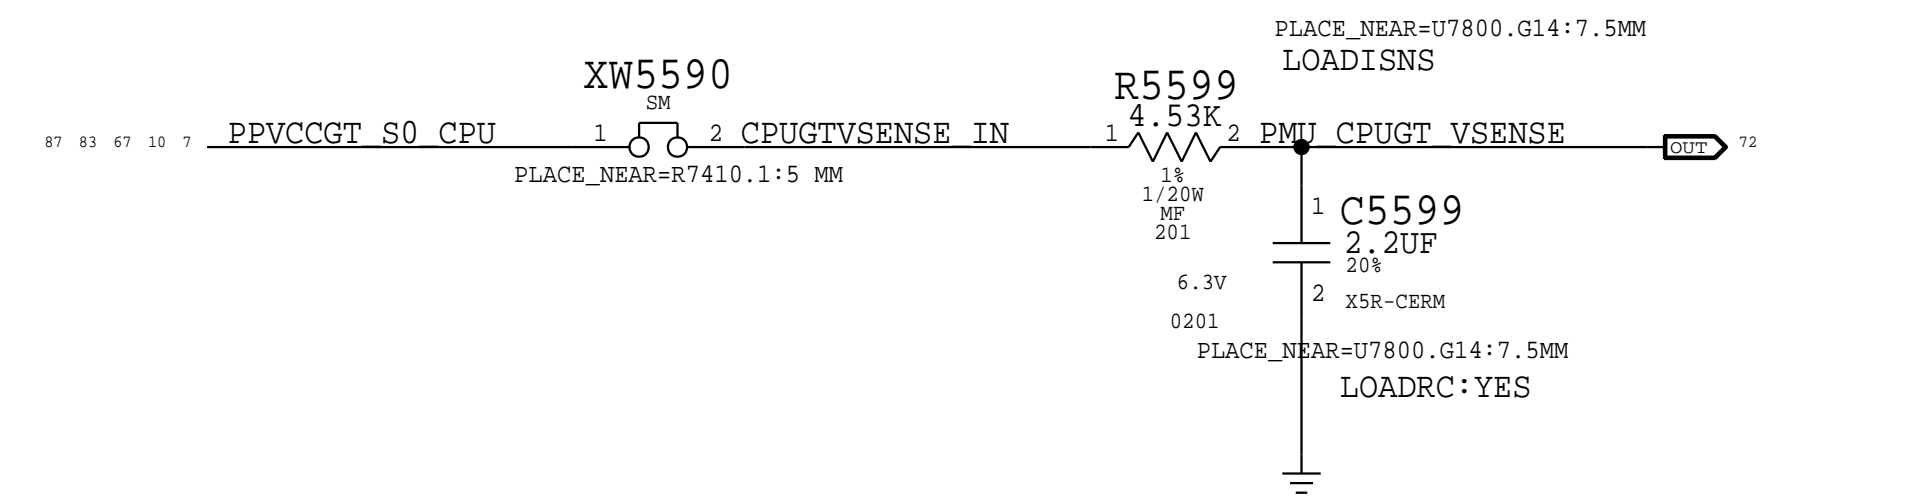 PLACE_NEAR=U7800.G14:7.5MM
LOADISNS
XW5590
SM
R5599
4.53K
87 83 67 10 7 PPVCCGT_S0_CPU 1 2 CPUGTVSENSE_IN 1 2 PMU_CPUGT_VSENSE OUT 72
PLACE_NEAR=R7410.1:5 MM
1%
1/20W
MF
201
1 C5599
2.2UF
20%
6.3V
2 X5R-CERM
0201
PLACE_NEAR=U7800.G14:7.5MM
LOADRC:YES